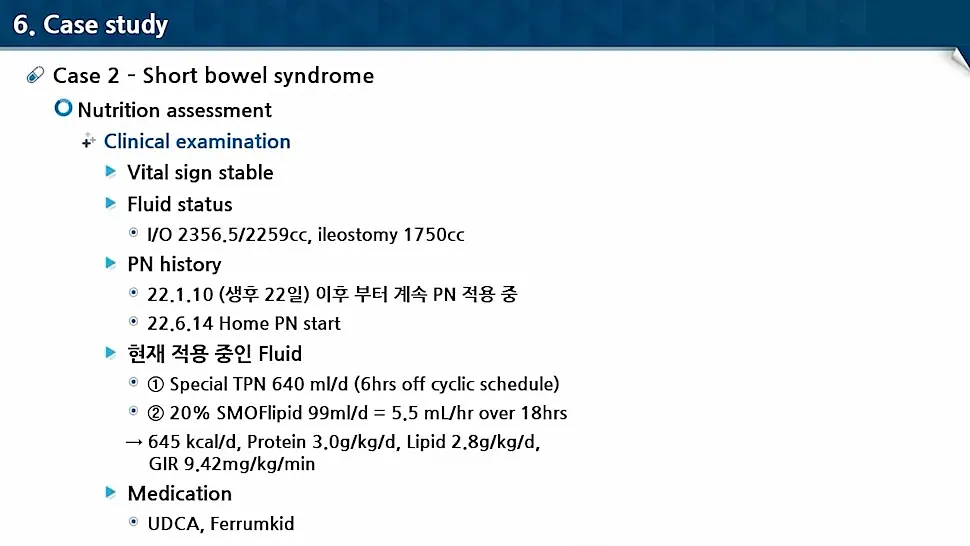 6. Case study
Case 2 - Short bowel syndrome
Nutrition assessment
Clinical examination
Vital sign stable
Fluid status
I/O 2356.5/2259cc, ileostomy 1750cc
PN history
22.1.10 (생후 22일) 이후 부터 계속 PN 적용 중
22.6.14 Home PN start
현재 적용 중인 Fluid
① Special TPN 640 ml/d (6hrs off cyclic schedule)
② 20% SMOFlipid 99ml/d = 5.5 mL/hr over 18hrs
→ 645 kcal/d, Protein 3.0g/kg/d, Lipid 2.8g/kg/d,
GIR 9.42mg/kg/min
Medication
UDCA, Ferrumkid